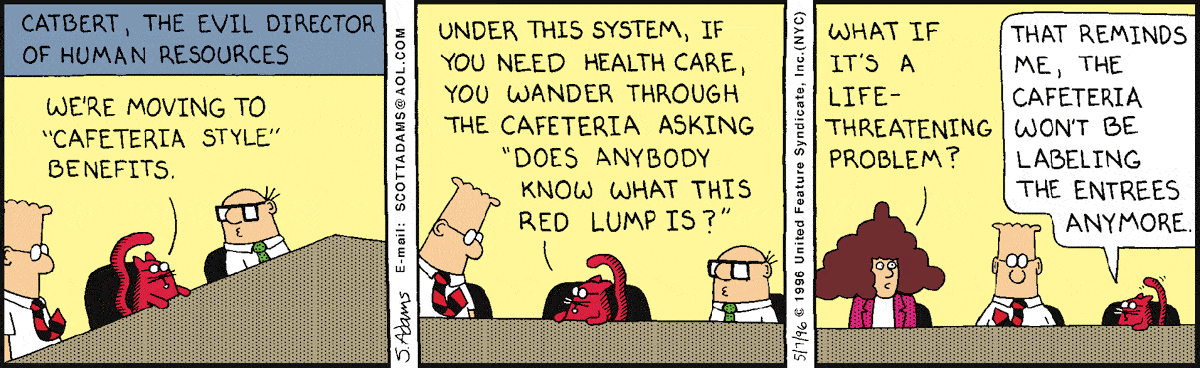 CATBERT, THE EVIL DIRECTOR
OF HUMAN RESOURCES
WE'RE MOVING TO
"CAFETERIA STYLE"
BENEFITS.
S. Adams
E-mail: SCOTTADAMS@AOL.COM
UNDER THIS SYSTEM, IF
YOU NEED HEALTH CARE,
YOU WANDER THROUGH
THE CAFETERIA ASKING
"DOES ANYBODY
KNOW WHAT THIS
RED LUMP IS?"
5/7/96 © 1996 United Feature Syndicate, Inc.(NYC)
WHAT IF
IT'S A
LIFE-
THREATENING
PROBLEM?
THAT REMINDS
ME, THE
CAFETERIA
WON'T BE
LABELING
THE ENTREES
ANYMORE.